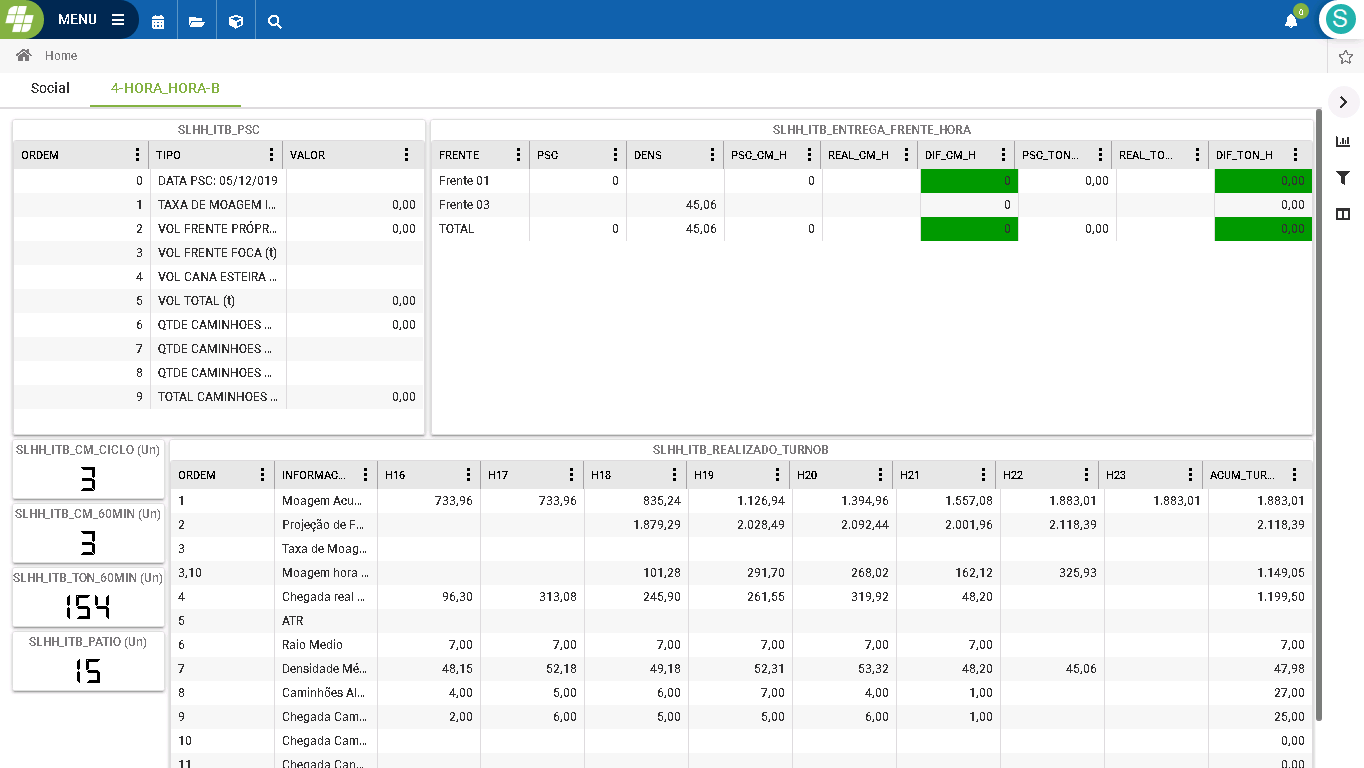 MENU
0
S
Home
Social 4-HORA_HORA-B
SLHH_ITB_PSC
ORDEM TIPO VALOR
0 DATA PSC: 05/12/019
1 TAXA DE MOAGEM I... 0,00
2 VOL FRENTE PRÓPR... 0,00
3 VOL FRENTE FOCA (t)
4 VOL CANA ESTEIRA ...
5 VOL TOTAL (t) 0,00
6 QTDE CAMINHOES ... 0,00
7 QTDE CAMINHOES ...
8 QTDE CAMINHOES ...
9 TOTAL CAMINHOES ... 0,00
SLHH_ITB_ENTREGA_FRENTE_HORA
FRENTE PSC DENS PSC_CM_H REAL_CM_H DIF_CM_H PSC_TON... REAL_TO... DIF_TON_H
Frente 01 0 0 0 0,00 0,00
Frente 03 45,06 0 0,00
TOTAL 0 45,06 0 0 0,00 0,00
SLHH_ITB_CM_CICLO (Un)
3
SLHH_ITB_CM_60MIN (Un)
3
SLHH_ITB_TON_60MIN (Un)
154
SLHH_ITB_PATIO (Un)
15
SLHH_ITB_REALIZADO_TURNOB
ORDEM INFORMAC... H16 H17 H18 H19 H20 H21 H22 H23 ACUM_TUR...
1 Moagem Acu... 733,96 733,96 835,24 1.126,94 1.394,96 1.557,08 1.883,01 1.883,01 1.883,01
2 Projeção de F... 1.879,29 2.028,49 2.092,44 2.001,96 2.118,39 2.118,39
3 Taxa de Moag...
3,10 Moagem hora ... 101,28 291,70 268,02 162,12 325,93 1.149,05
4 Chegada real ... 96,30 313,08 245,90 261,55 319,92 48,20 1.199,50
5 ATR
6 Raio Medio 7,00 7,00 7,00 7,00 7,00 7,00 7,00
7 Densidade Mé... 48,15 52,18 49,18 52,31 53,32 48,20 45,06 47,98
8 Caminhões Al... 4,00 5,00 6,00 7,00 4,00 1,00 27,00
9 Chegada Cam... 2,00 6,00 5,00 5,00 6,00 1,00 25,00
10 Chegada Cam... 0,00
11 Chegada Can... 0,00